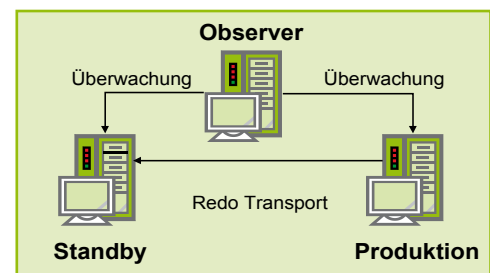 Observer
Überwachung
Überwachung
Redo Transport
Standby
Produktion